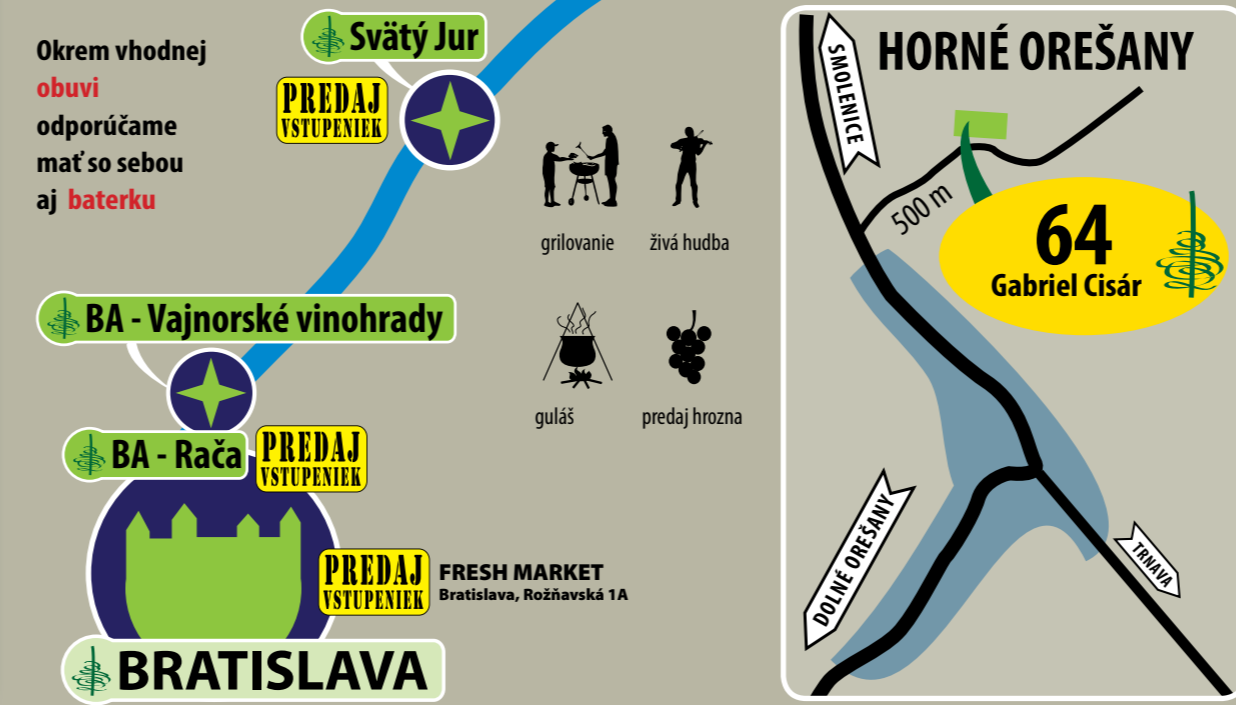 Okrem vhodnej
obuvi
odporúčame
mať so sebou
aj baterku
Svätý Jur
PREDAJ
VSTUPENIEK
grilovanie
živá hudba
guláš
predaj hrozna
BA - Vajnorské vinohrady
BA - Rača
PREDAJ
VSTUPENIEK
PREDAJ
VSTUPENIEK
FRESH MARKET
Bratislava, Rožňavská 1A
BRATISLAVA
HORNÉ OREŠANY
SMOLENICE
500 m
64
Gabriel Cisár
DOLNÉ OREŠANY
TRNAVA